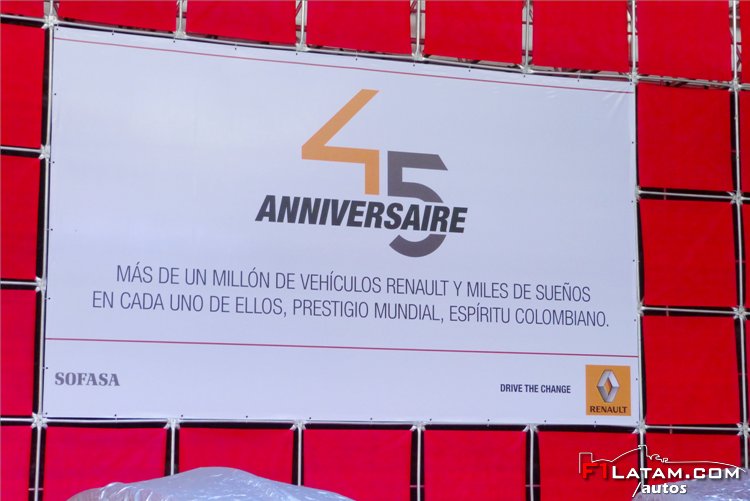 45
ANNIVERSAIRE
MÁS DE UN MILLÓN DE VEHÍCULOS RENAULT Y MILES DE SUEÑOS
EN CADA UNO DE ELLOS, PRESTIGIO MUNDIAL, ESPÍRITU COLOMBIANO.
SOFASA
DRIVE THE CHANGE
RENAULT
F1LATAM.COM
/autos